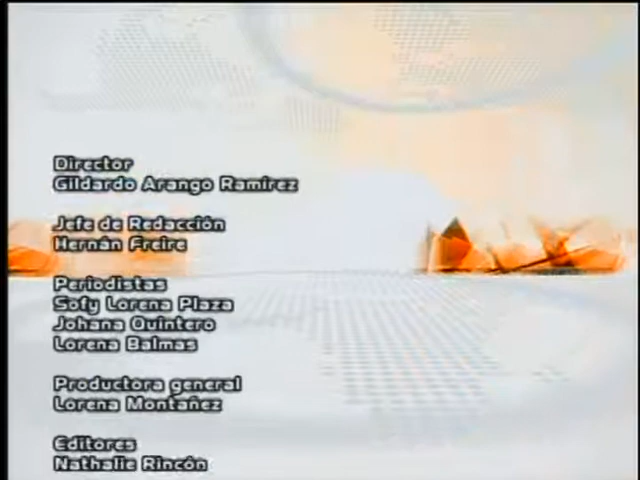 Director
Gildardo Arango Ramírez
Jefe de Redacción
Hernán Freire
Periodistas
Sofy Lorena Plaza
Johana Quintero
Lorena Balmas
Productora general
Lorena Montañez
Editores
Nathalie Rincón